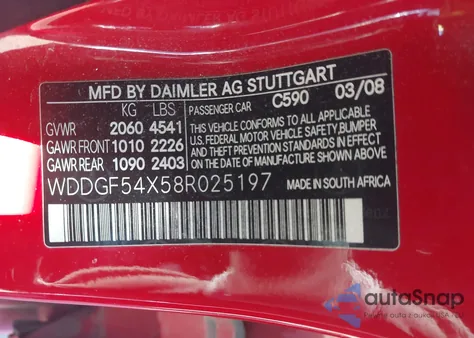 MFD BY DAIMLER AG STUTTGART
KG LBS PASSENGER CAR C590 03/08
GVWR 2060 4541
GAWR FRONT 1010 2226
GAWR REAR 1090 2403
THIS VEHICLE CONFORMS TO ALL APPLICABLE
U.S. FEDERAL MOTOR VEHICLE SAFETY, BUMPER,
AND THEFT PREVENTION STANDARDS IN EFFECT
ON THE DATE OF MANUFACTURE SHOWN ABOVE.
WDDGF54X58R025197 MADE IN SOUTH AFRICA
autoSnap